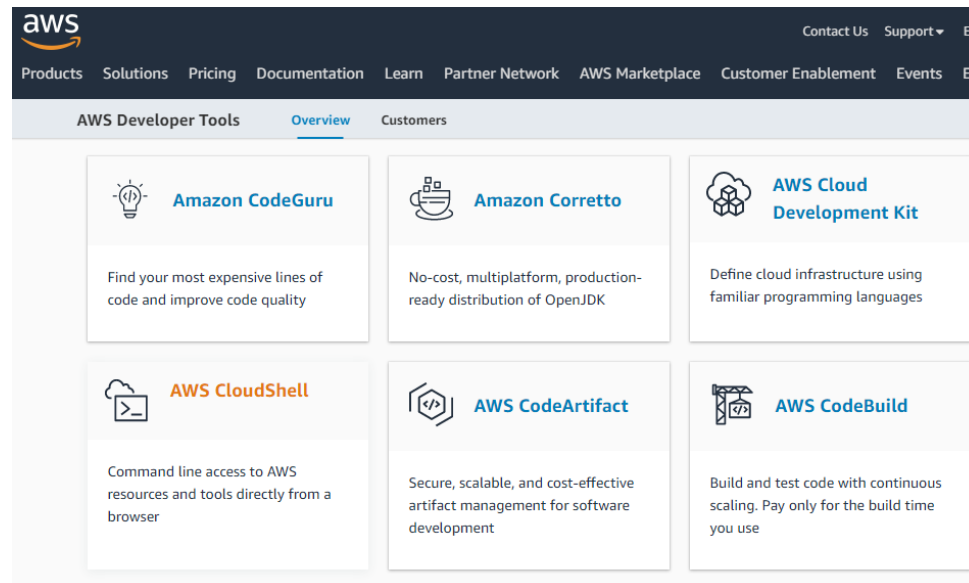 aws
Contact Us Support
Products Solutions Pricing Documentation Learn Partner Network AWS Marketplace Customer Enablement Events
AWS Developer Tools Overview Customers
</>
Amazon CodeGuru
Find your most expensive lines of
code and improve code quality
Amazon Corretto
No-cost, multiplatform, production-
ready distribution of OpenJDK
AWS Cloud
Development Kit
Define cloud infrastructure using
familiar programming languages
>_
AWS CloudShell
Command line access to AWS
resources and tools directly from a
browser
</>
AWS CodeArtifact
Secure, scalable, and cost-effective
artifact management for software
development
</>
AWS CodeBuild
Build and test code with continuous
scaling. Pay only for the build time
you use